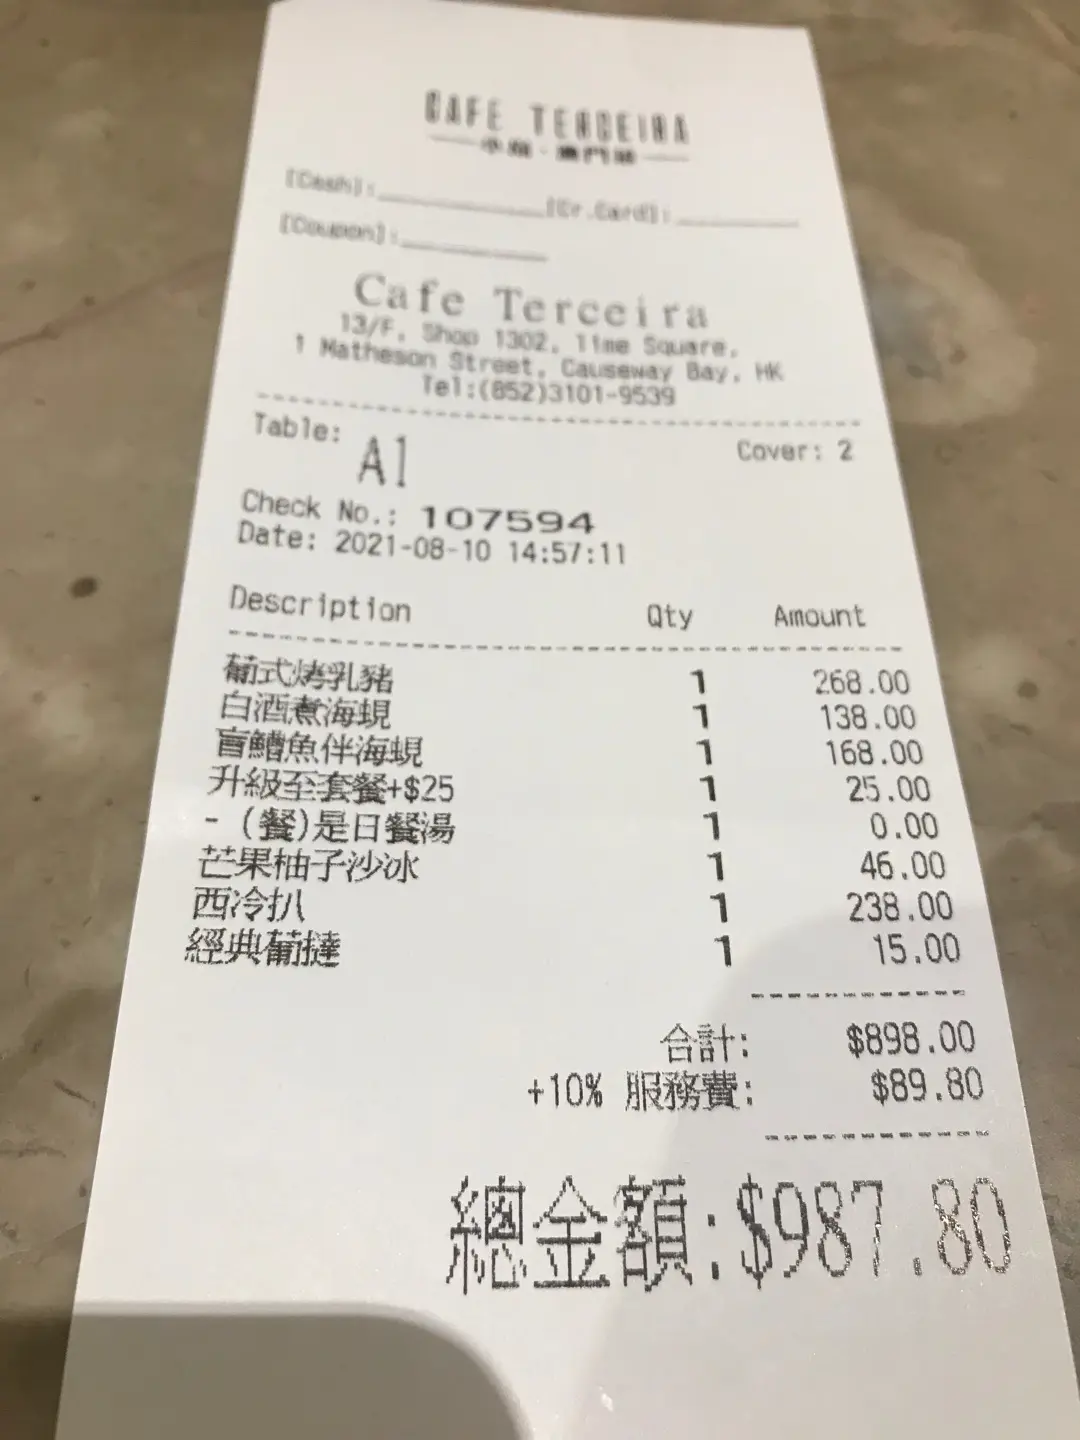 CAFE TERCEIRA
[Cash]:__________[Cr.Card]:__________
[Coupon]:__________
Cafe Terceira
13/F, Shop 1302, Time Square,
1 Matheson Street, Causeway Bay, HK
Tel:(852)3101-9539
Table: A1 Cover: 2
Check No.: 107594
Date: 2021-08-10 14:57:11
Description Qty Amount
葡式烤乳豬 1 268.00
白酒煮海蜆 1 138.00
盲鰽魚伴海蜆 1 168.00
升級至套餐+$25 1 25.00
- (餐)是日餐湯 1 0.00
芒果柚子沙冰 1 46.00
西冷扒 1 238.00
經典葡撻 1 15.00
合計: $898.00
+10% 服務費: $89.80
總金額:$987.80